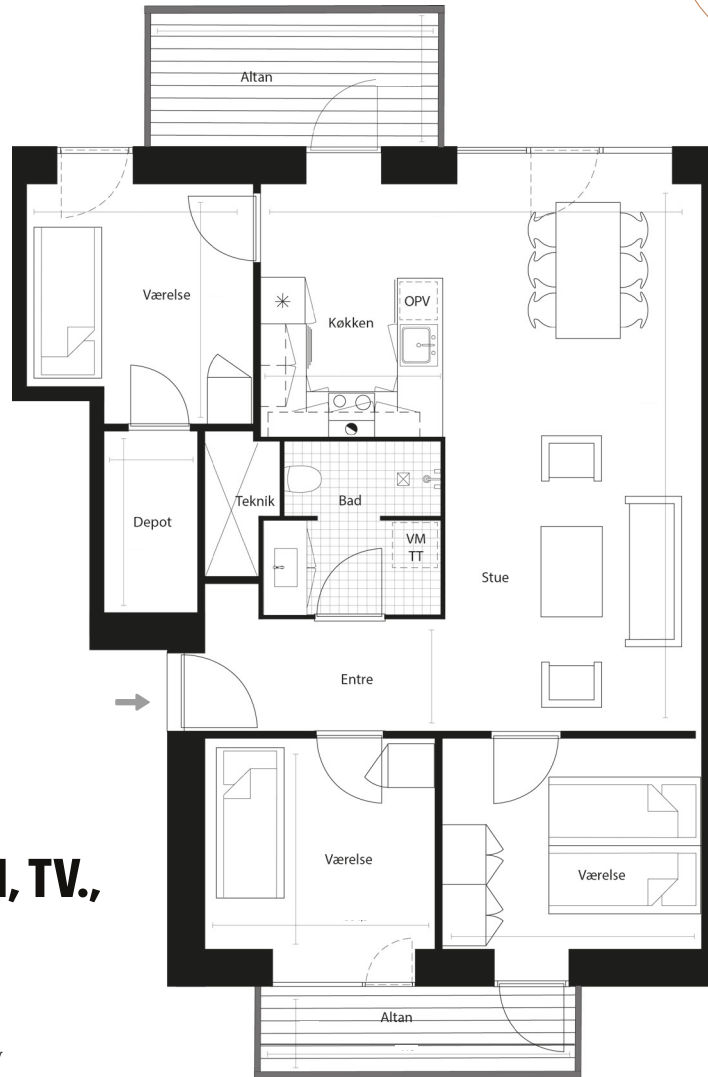 Altan
Værelse
Køkken
OPV
Depot
Teknik
Bad
VM
TT
Stue
Entre
Værelse
Værelse
, TV.,
Altan